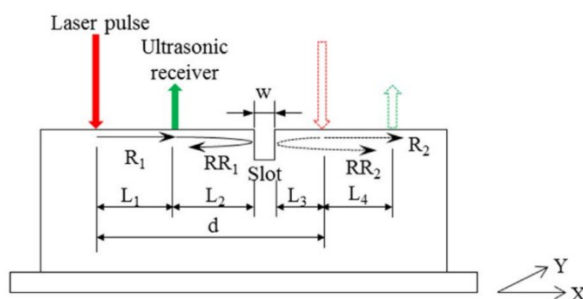 Laser pulse
Ultrasonic
receiver
w
R1
RR1
Slot
RR2
R2
L1
L2
L3
L4
d
Y
X